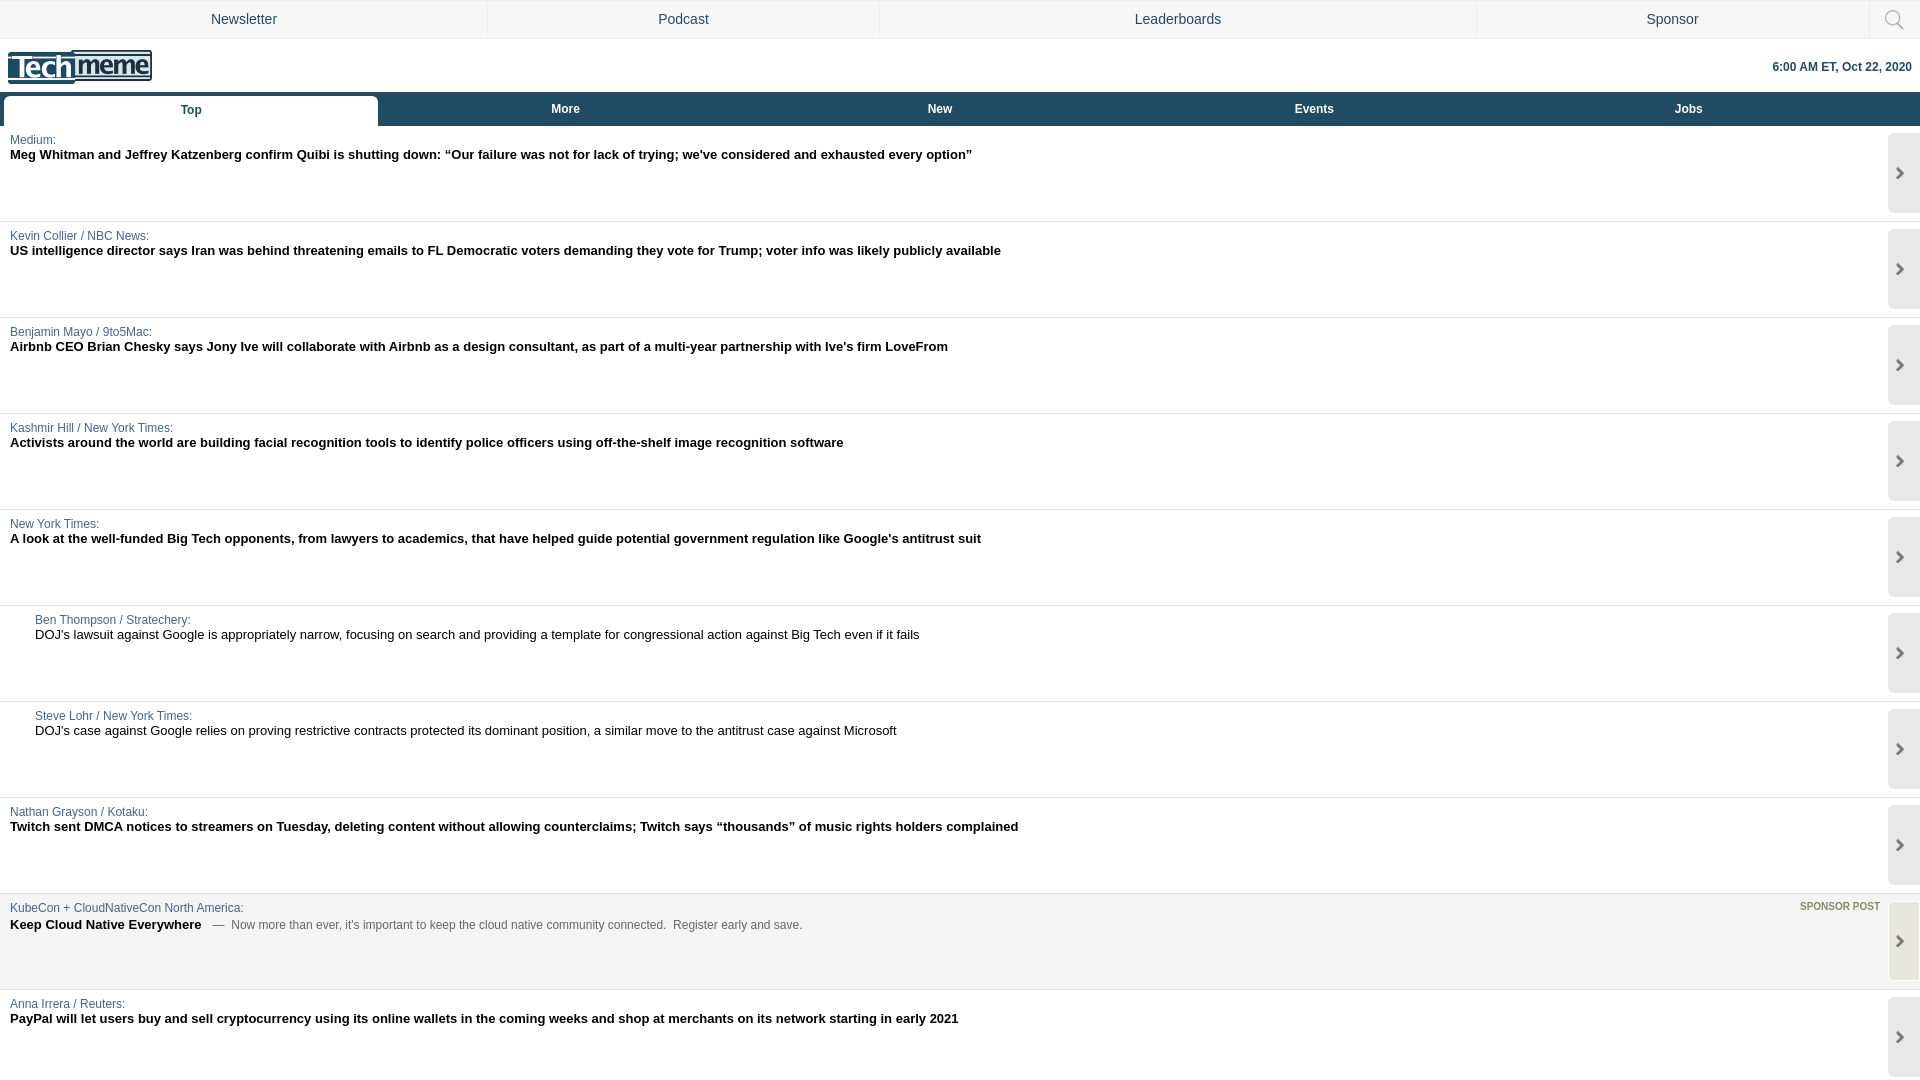 Newsletter
Podcast
Leaderboards
Sponsor
Techmeme
6:00 AM ET, Oct 22, 2020
Top
More
New
Events
Jobs
Medium:
Meg Whitman and Jeffrey Katzenberg confirm Quibi is shutting down: “Our failure was not for lack of trying; we've considered and exhausted every option”
Kevin Collier / NBC News:
US intelligence director says Iran was behind threatening emails to FL Democratic voters demanding they vote for Trump; voter info was likely publicly available
Benjamin Mayo / 9to5Mac:
Airbnb CEO Brian Chesky says Jony Ive will collaborate with Airbnb as a design consultant, as part of a multi-year partnership with Ive's firm LoveFrom
Kashmir Hill / New York Times:
Activists around the world are building facial recognition tools to identify police officers using off-the-shelf image recognition software
New York Times:
A look at the well-funded Big Tech opponents, from lawyers to academics, that have helped guide potential government regulation like Google's antitrust suit
Ben Thompson / Stratechery:
DOJ's lawsuit against Google is appropriately narrow, focusing on search and providing a template for congressional action against Big Tech even if it fails
Steve Lohr / New York Times:
DOJ's case against Google relies on proving restrictive contracts protected its dominant position, a similar move to the antitrust case against Microsoft
Nathan Grayson / Kotaku:
Twitch sent DMCA notices to streamers on Tuesday, deleting content without allowing counterclaims; Twitch says “thousands” of music rights holders complained
KubeCon + CloudNativeCon North America:
SPONSOR POST
Keep Cloud Native Everywhere — Now more than ever, it's important to keep the cloud native community connected. Register early and save.
Anna Irrera / Reuters:
PayPal will let users buy and sell cryptocurrency using its online wallets in the coming weeks and shop at merchants on its network starting in early 2021